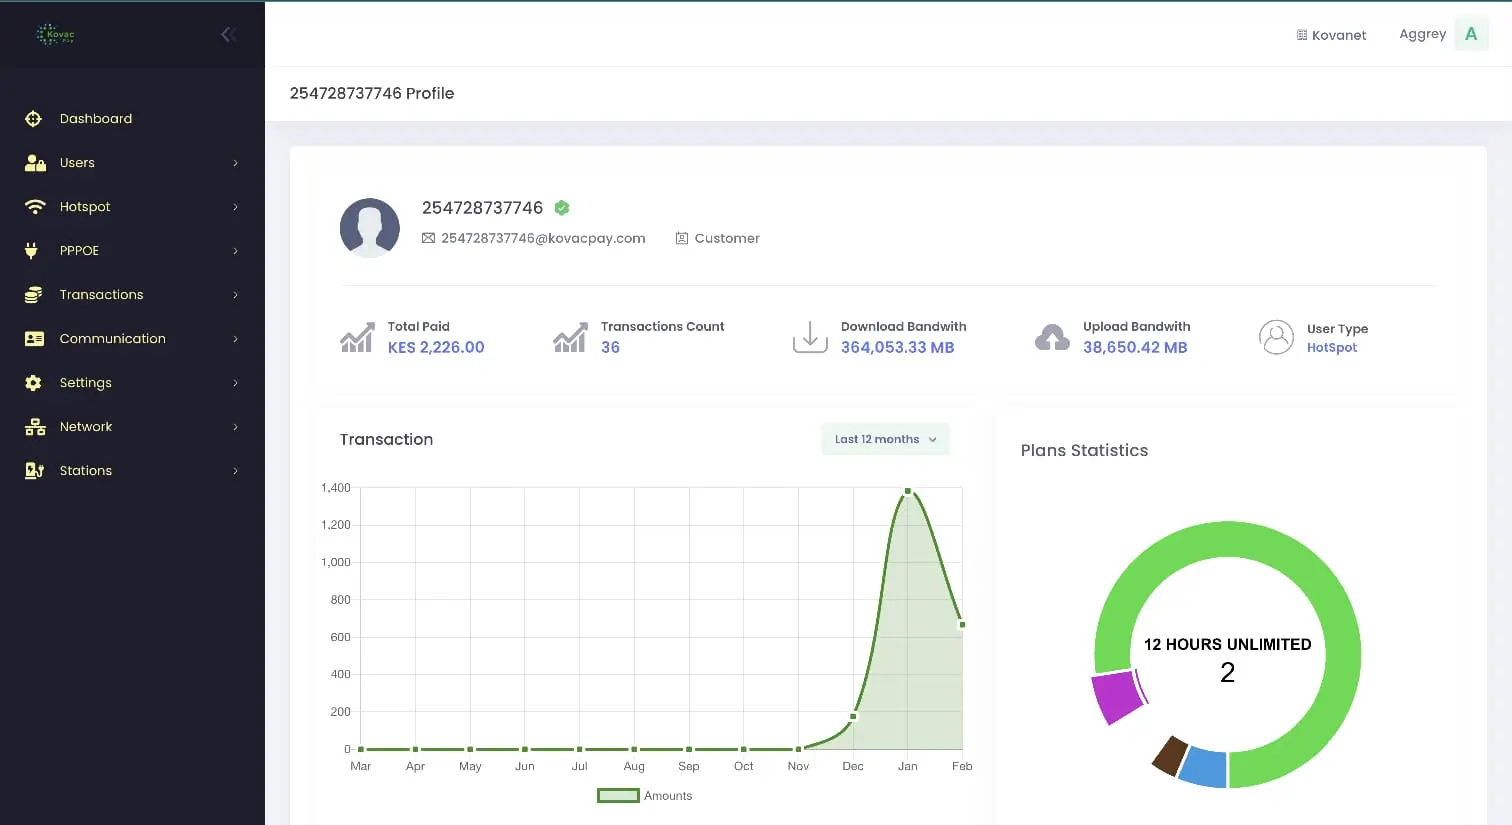 Kovac
Pay
Kovanet
Aggrey
A
254728737746 Profile
Dashboard
Users
Hotspot
PPPOE
Transactions
Communication
Settings
Network
Stations
254728737746
254728737746@kovacpay.com
Customer
Total Paid
KES 2,226.00
Transactions Count
36
Download Bandwith
364,053.33 MB
Upload Bandwith
38,650.42 MB
User Type
HotSpot
Transaction
Last 12 months
1,400
1,200
1,000
800
600
400
200
0
Mar Apr May Jun Jul Aug Sep Oct Nov Dec Jan Feb
Amounts
Plans Statistics
12 HOURS UNLIMITED
2